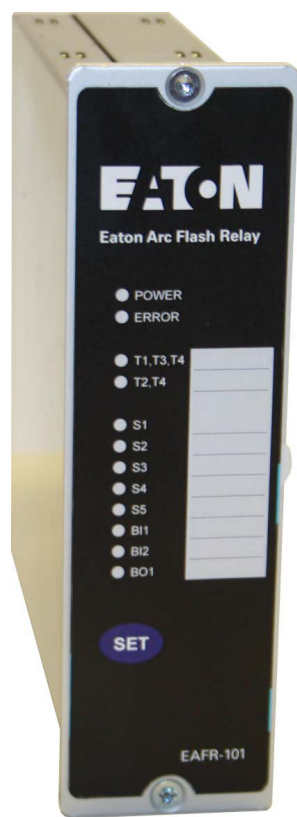 EATON
Eaton Arc Flash Relay
POWER
ERROR
T1,T3,T4
T2,T4
S1
S2
S3
S4
S5
BI1
BI2
BO1
SET
EAFR-101